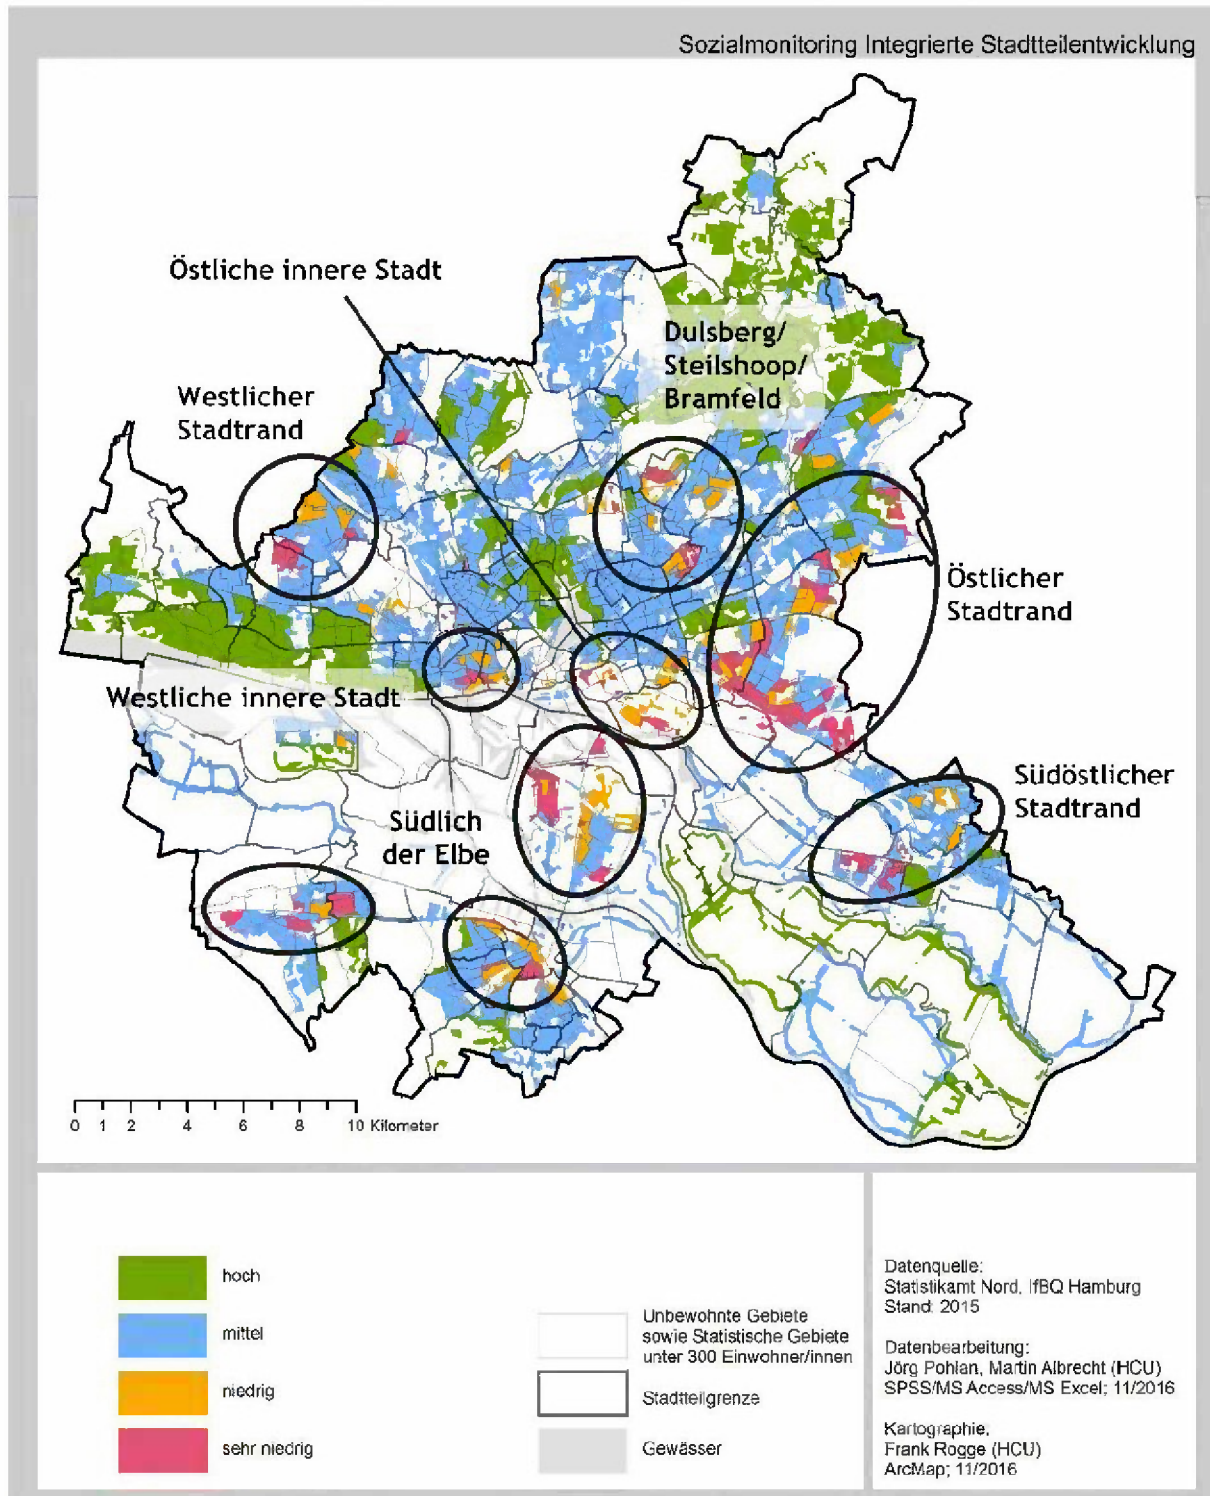 Sozialmonitoring Integrierte Stadtteilentwicklung
Östliche innere Stadt
Dulsberg/
Steilshoop/
Bramfeld
Westlicher
Stadtrand
Östlicher
Stadtrand
Westliche innere Stadt
Südöstlicher
Stadtrand
Südlich
der Elbe
0 1 2 4 6 8 10 Kilometer
hoch
mittel
niedrig
sehr niedrig
Unbewohnte Gebiete
sowie Statistische Gebiete
unter 300 Einwohner/innen
Stadtteilgrenze
Gewässer
Datenquelle:
Statistikamt Nord, IfBQ Hamburg
Stand: 2015
Datenbearbeitung:
Jörg Pohlan, Martin Albrecht (HCU)
SPSS/MS Access/MS Excel; 11/2016
Kartographie:
Frank Rogge (HCU)
ArcMap; 11/2016